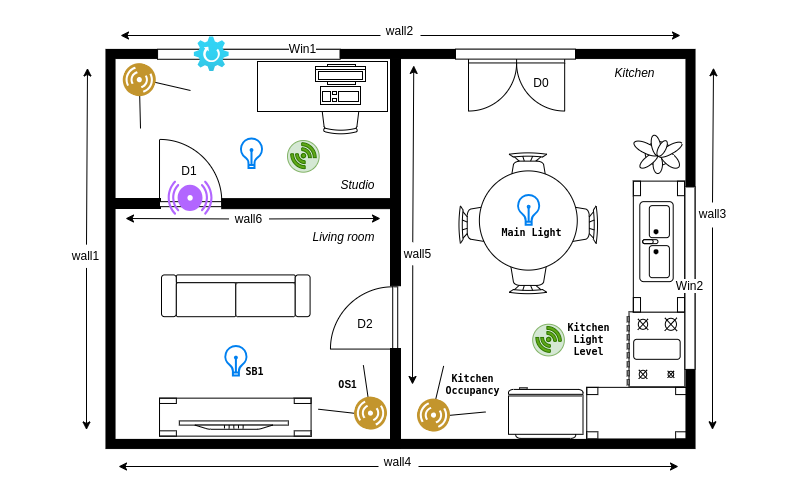 wall2
Win1
D0
Kitchen
D1
Studio
wall6
wall3
Living room
Main Light
wall1
wall5
Win2
D2
Kitchen
Light
Level
SB1
OS1
Kitchen
Occupancy
wall4